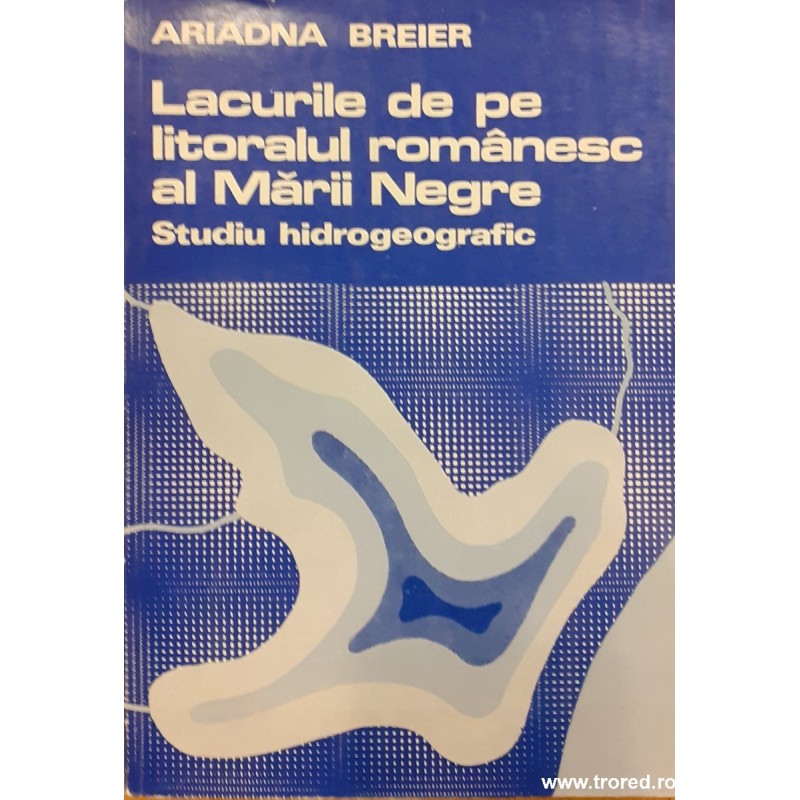 ARIADNA BREIER
Lacurile de pe
litoralul românesc
al Mării Negre
Studiu hidrogeografic
www.trored.ro